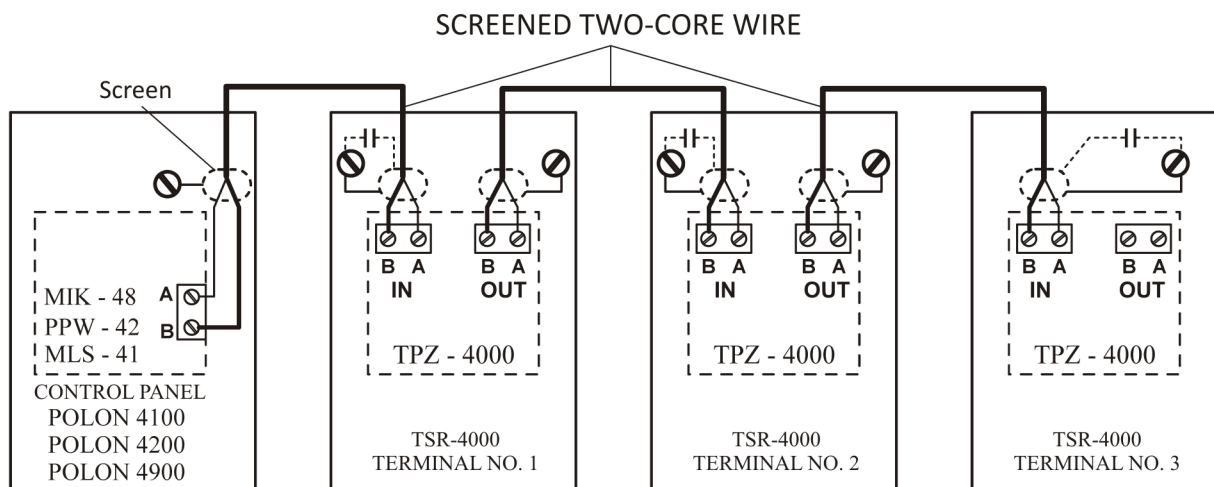 SCREENED TWO-CORE WIRE
Screen
MIK - 48
PPW - 42
MLS - 41
A
B
CONTROL PANEL
POLON 4100
POLON 4200
POLON 4900
B A
IN
B A
OUT
TPZ - 4000
TSR-4000
TERMINAL NO. 1
B A
IN
B A
OUT
TPZ - 4000
TSR-4000
TERMINAL NO. 2
B A
IN
B A
OUT
TPZ - 4000
TSR-4000
TERMINAL NO. 3